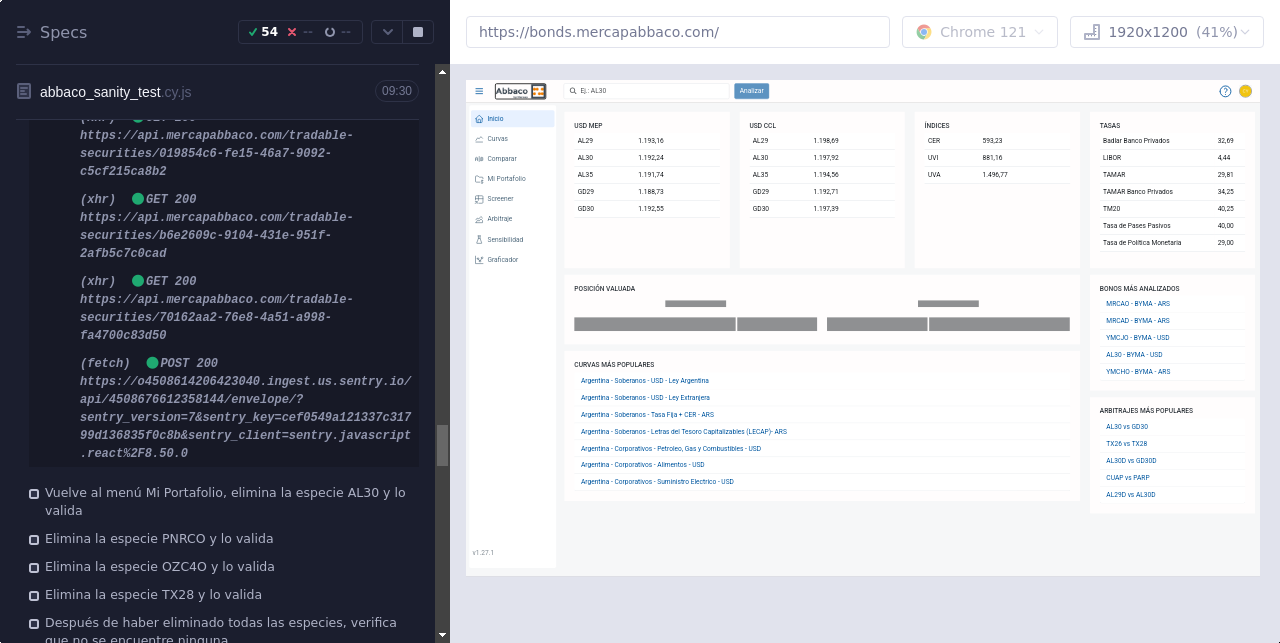 Specs
54
--
--
https://bonds.mercapabbaco.com/
Chrome 121
1920x1200 (41%)
abbaco_sanity_test.cy.js
09:30
(xhr) GET 200
https://api.mercapabbaco.com/tradable-
securities/019854c6-fe15-46a7-9092-
c5cf215ca8b2
(xhr) GET 200
https://api.mercapabbaco.com/tradable-
securities/b6e2609c-9104-431e-951f-
2afb5c7c0cad
(xhr) GET 200
https://api.mercapabbaco.com/tradable-
securities/70162aa2-76e8-4a51-a998-
fa4700c83d50
(fetch) POST 200
https://o4508614206423040.ingest.us.sentry.io/
api/4508676612358144/envelope/?
sentry_version=7&sentry_key=cef0549a121337c317
99d136835f0c8b&sentry_client=sentry.javascript
.react%2F8.50.0
Vuelve al menú Mi Portafolio, elimina la especie AL30 y lo
valida
Elimina la especie PNRCO y lo valida
Elimina la especie OZC4O y lo valida
Elimina la especie TX28 y lo valida
Después de haber eliminado todas las especies, verifica
que no se encuentre ninguna
Abbaco
Ej.: AL30
Analizar
Inicio
Curvas
Comparar
Mi Portafolio
Screener
Arbitraje
Sensibilidad
Graficador
v1.27.1
USD MEP
AL29 1.193,16
AL30 1.192,24
AL35 1.191,74
GD29 1.188,73
GD30 1.192,55
USD CCL
AL29 1.198,69
AL30 1.197,92
AL35 1.194,56
GD29 1.192,71
GD30 1.197,39
ÍNDICES
CER 593,23
UVI 881,16
UVA 1.496,77
TASAS
Badlar Banco Privados 32,69
LIBOR 4,44
TAMAR 29,81
TAMAR Banco Privados 34,25
TM20 40,25
Tasa de Pases Pasivos 40,00
Tasa de Política Monetaria 29,00
POSICIÓN VALUADA
BONOS MÁS ANALIZADOS
MRCAO - BYMA - ARS
MRCAD - BYMA - ARS
YMCJO - BYMA - USD
AL30 - BYMA - USD
YMCHO - BYMA - ARS
CURVAS MÁS POPULARES
Argentina - Soberanos - USD - Ley Argentina
Argentina - Soberanos - USD - Ley Extranjera
Argentina - Soberanos - Tasa Fija + CER - ARS
Argentina - Soberanos - Letras del Tesoro Capitalizables (LECAP)- ARS
Argentina - Corporativos - Petroleo, Gas y Combustibles - USD
Argentina - Corporativos - Alimentos - USD
Argentina - Corporativos - Suministro Electrico - USD
ARBITRAJES MÁS POPULARES
AL30 vs GD30
TX26 vs TX28
AL30D vs GD30D
CUAP vs PARP
AL29D vs AL30D